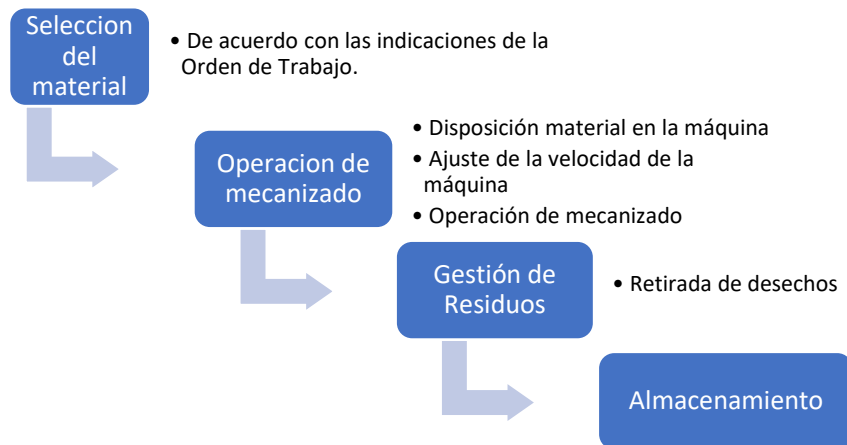 Seleccion
del
material
• De acuerdo con las indicaciones de la
Orden de Trabajo.
Operacion de
mecanizado
• Disposición material en la máquina
• Ajuste de la velocidad de la
máquina
• Operación de mecanizado
Gestión de
Residuos
• Retirada de desechos
Almacenamiento